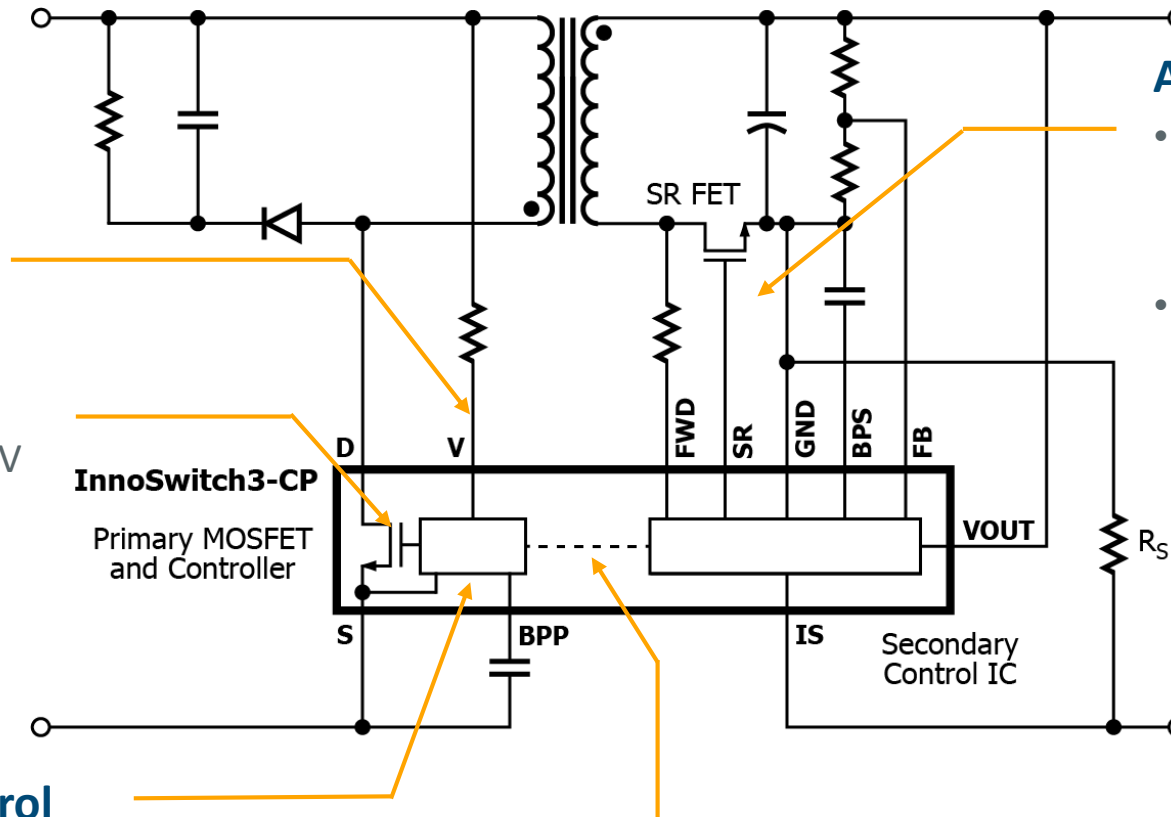 A
SR FET
FWD
SR
GND
BPS
FB
D
V
V
InnoSwitch3-CP
Primary MOSFET
and Controller
VOUT
RS
S
BPP
IS
Secondary
Control IC
rol